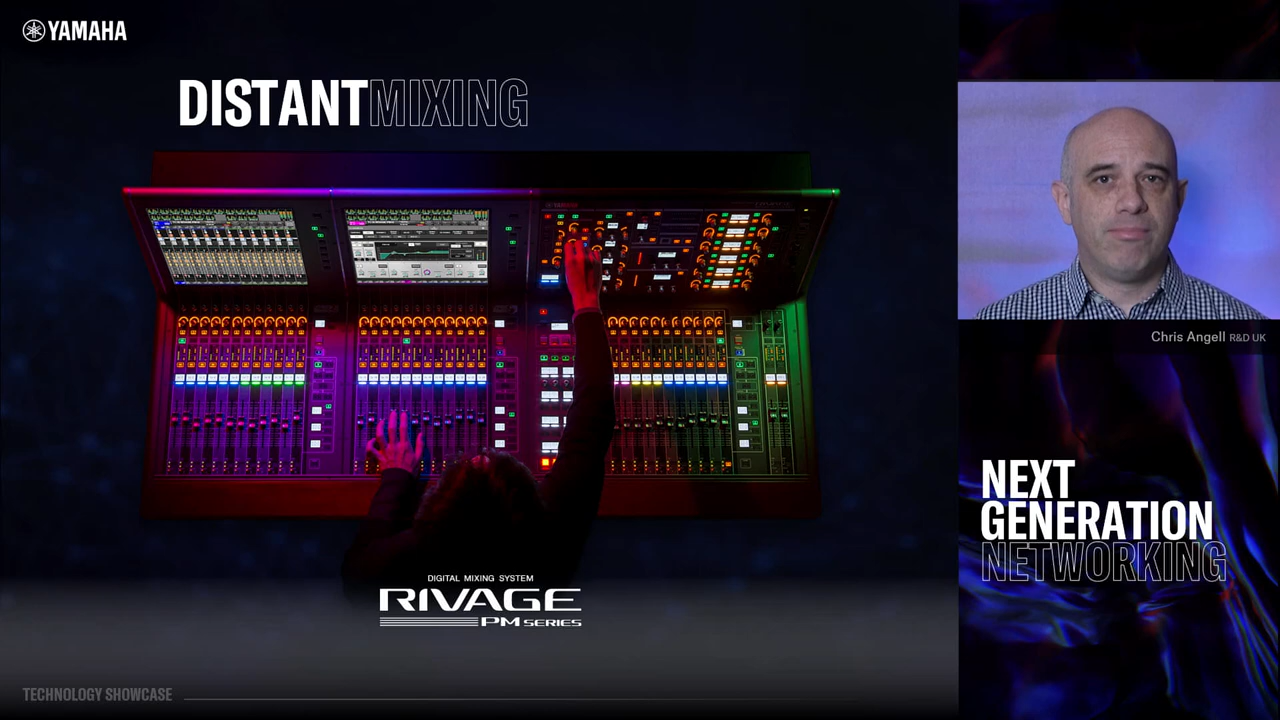 YAMAHA
DISTANTMIXING
Chris Angell R&D UK
NEXT
GENERATION
NETWORKING
DIGITAL MIXING SYSTEM
RIVAGE
PM SERIES
TECHNOLOGY SHOWCASE